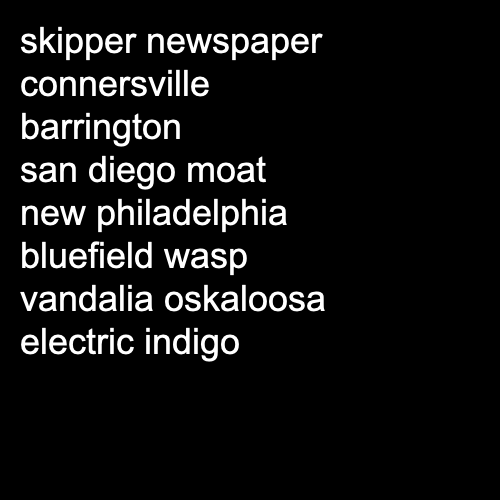 skipper newspaper
connersville
barrington
san diego moat
new philadelphia
bluefield wasp
vandalia oskaloosa
electric indigo